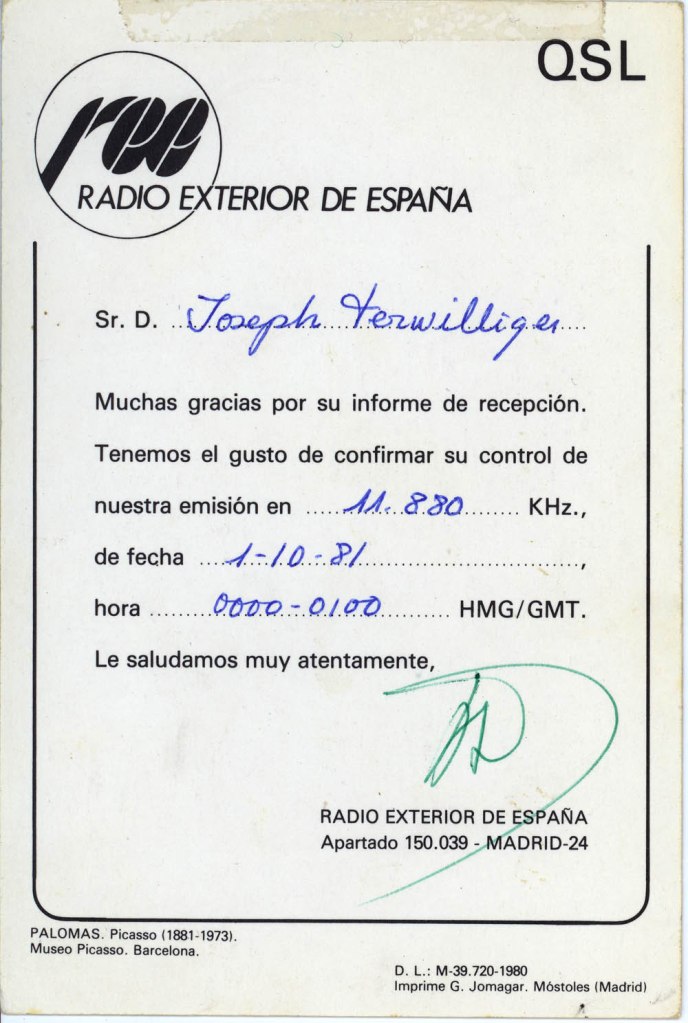 QSL
ree
RADIO EXTERIOR DE ESPAÑA
Sr. D. Joseph Terwilliger
Muchas gracias por su informe de recepción.
Tenemos el gusto de confirmar su control de
nuestra emisión en 11.880 KHz.,
de fecha 1-10-81,
hora 0000-0100 HMG/GMT.
Le saludamos muy atentamente,
RADIO EXTERIOR DE ESPAÑA
Apartado 150.039 - MADRID-24
PALOMAS. Picasso (1881-1973).
Museo Picasso. Barcelona.
D. L.: M-39.720-1980
Imprime G. Jomagar. Móstoles (Madrid)